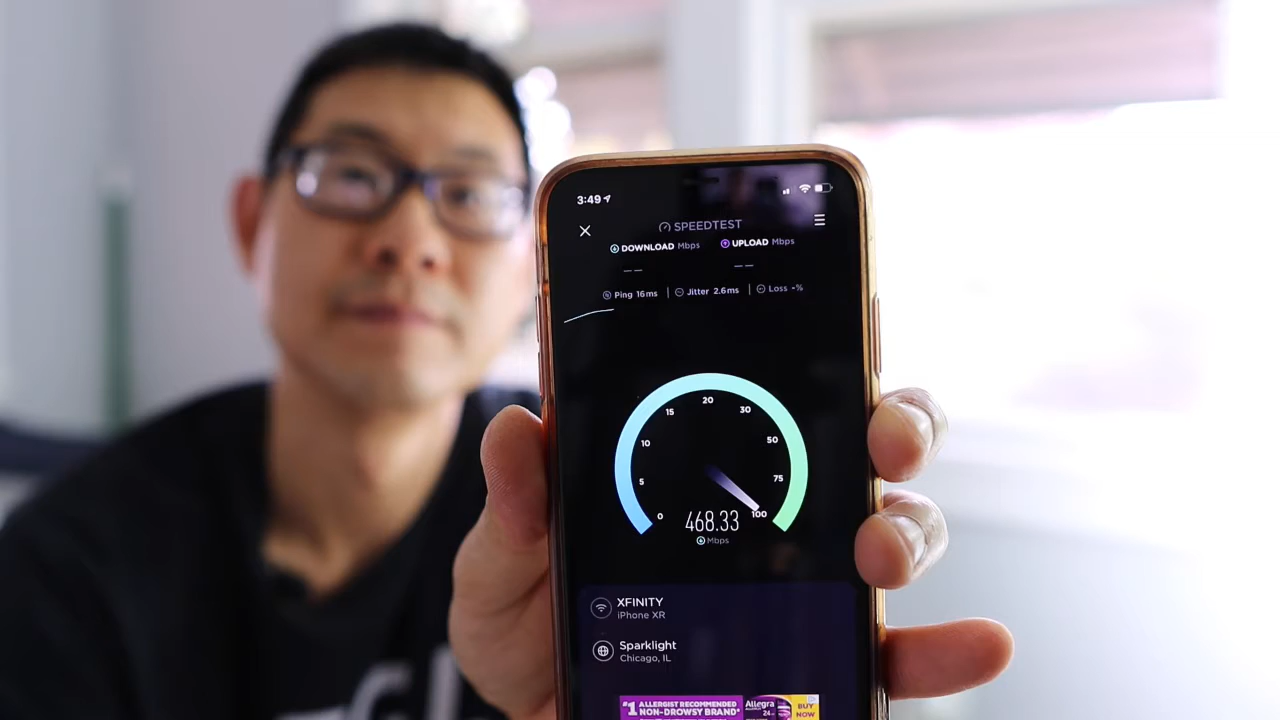 3:49
SPEEDTEST
DOWNLOAD Mbps UPLOAD Mbps
— — — —
Ping 16ms Jitter 2.6ms Loss -%
0
5
10
15
20
30
50
75
100
468.33
Mbps
XFINITY
iPhone XR
Sparklight
Chicago, IL
#1 ALLERGIST RECOMMENDED
NON-DROWSY BRAND*
Allegra
24
BUY
NOW